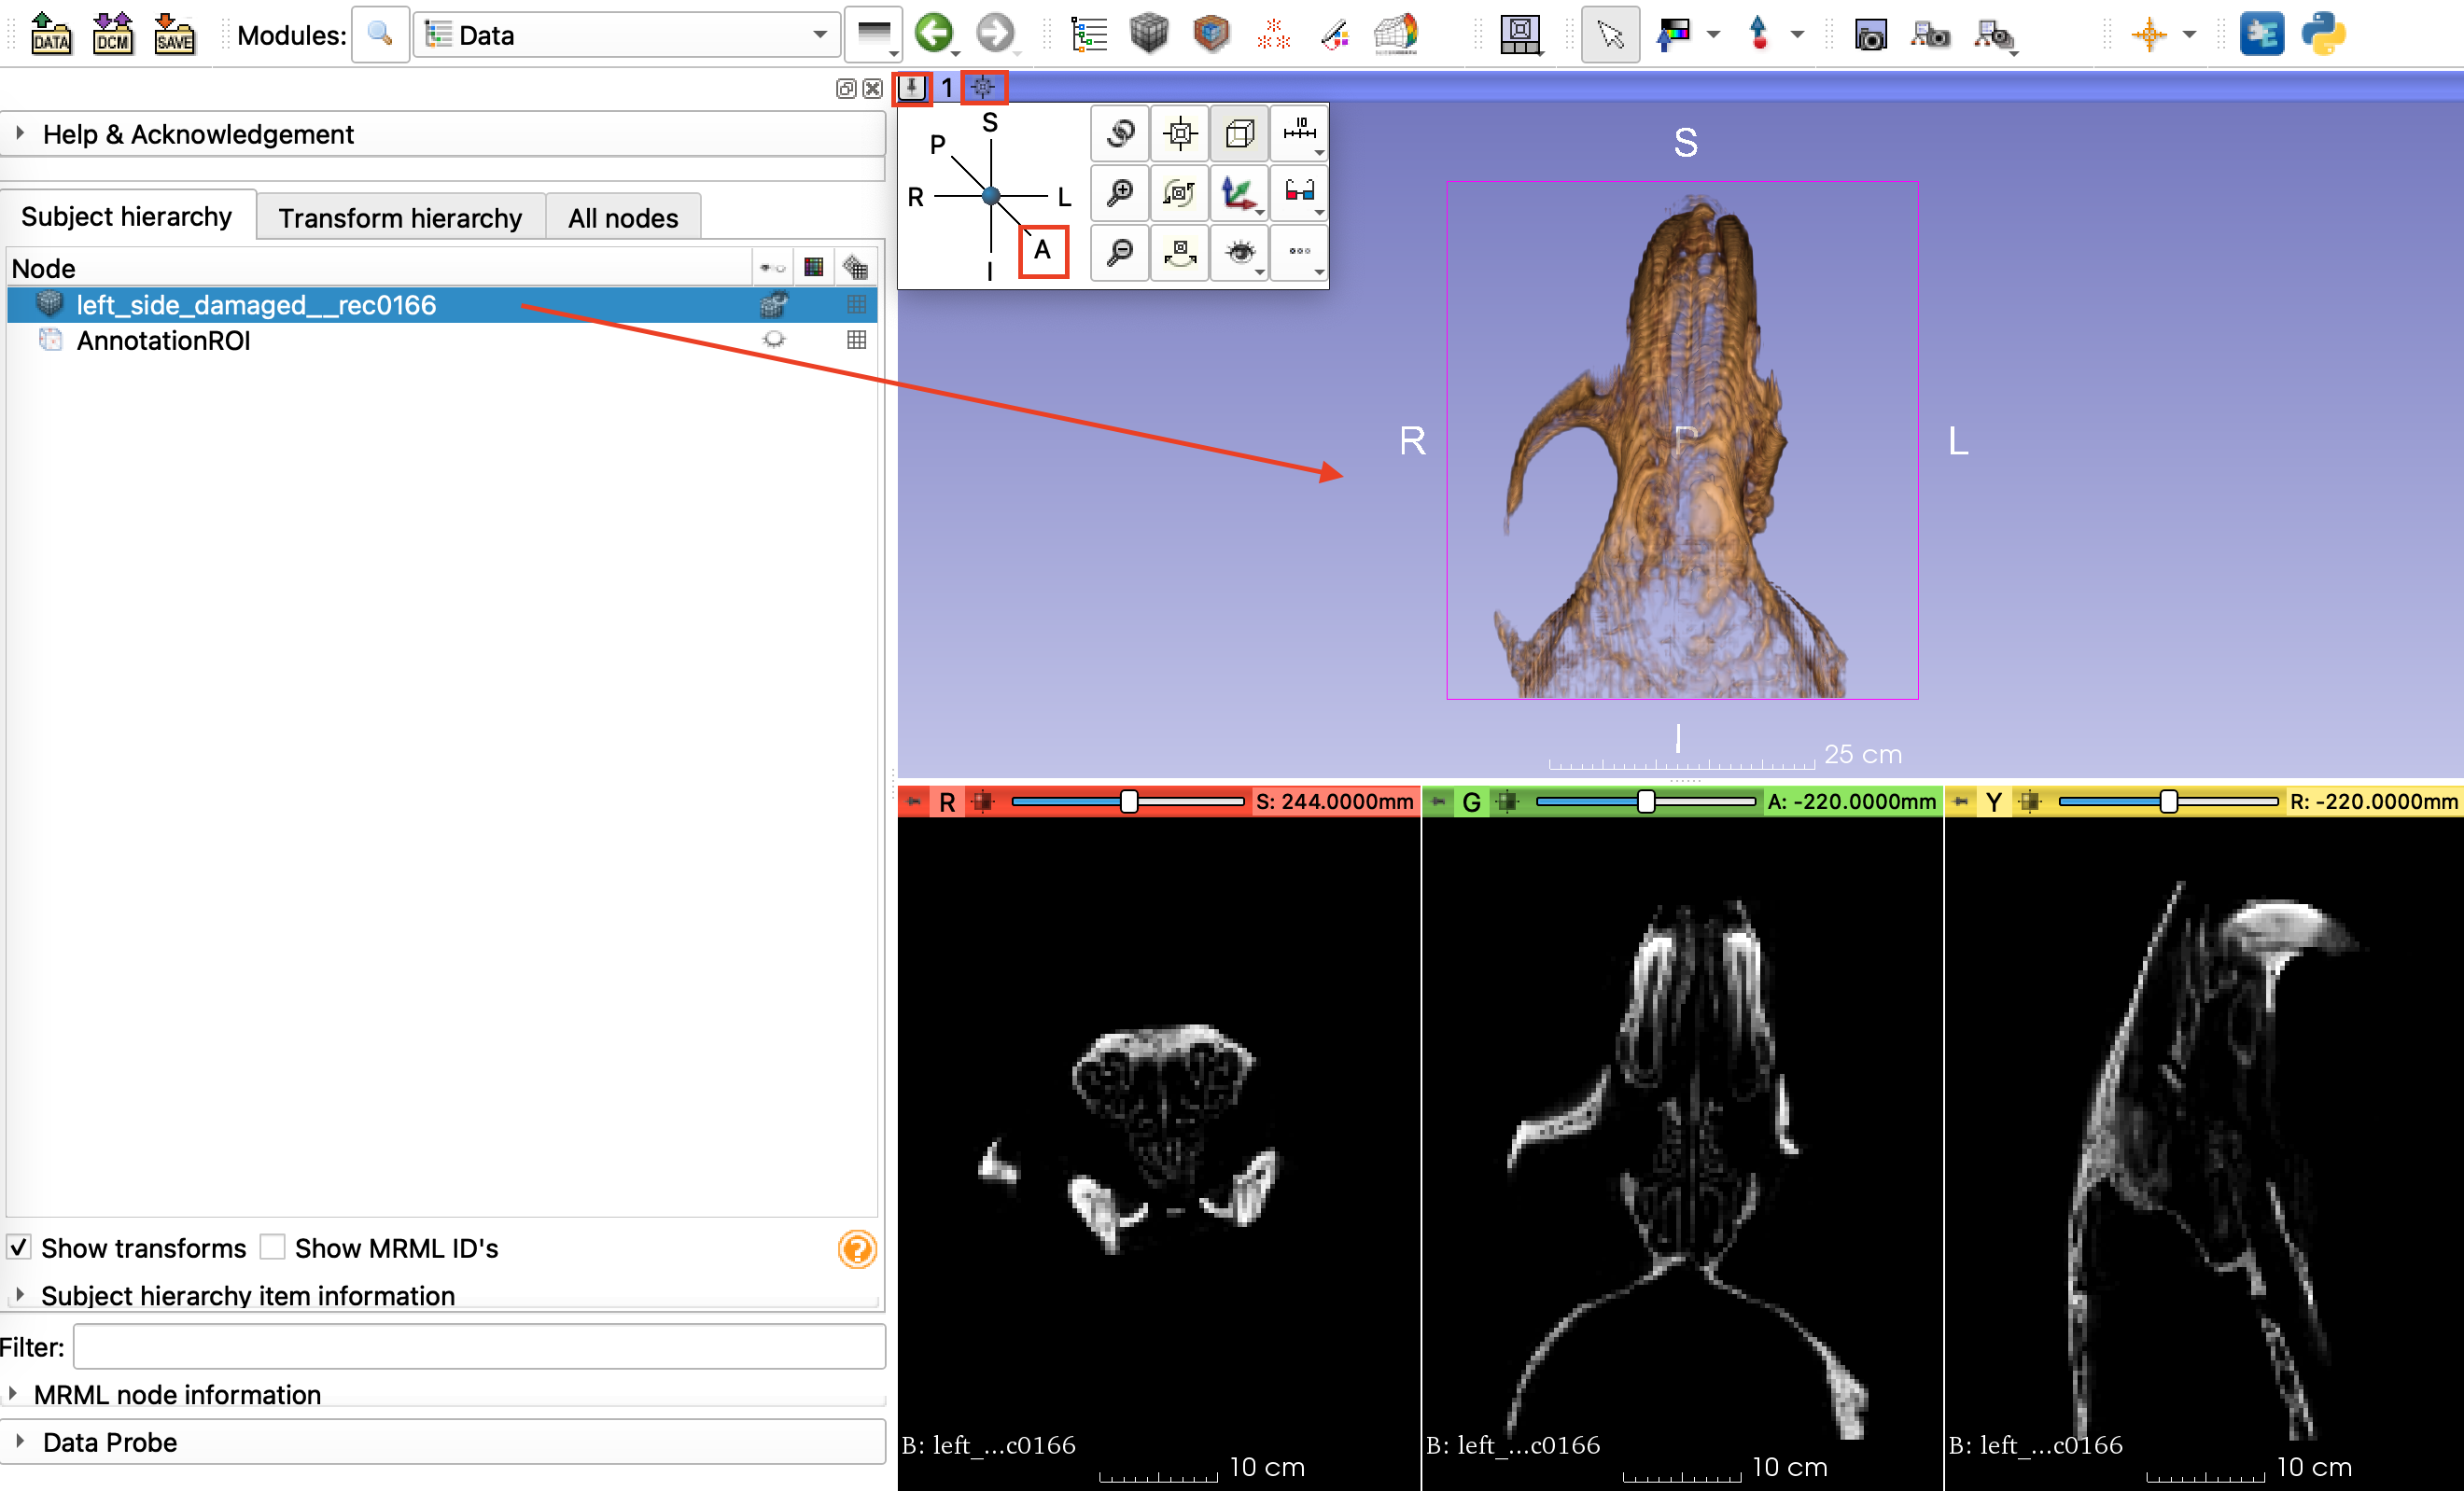 DATA DCM SAVE Modules: Data
1
Help & Acknowledgement
S
P
R L
A
I
10
Subject hierarchy Transform hierarchy All nodes
Node
left_side_damaged__rec0166
AnnotationROI
S
R P L
I
25 cm
R S: 244.0000mm
G A: -220.0000mm
Y R: -220.0000mm
Show transforms Show MRML ID's
Subject hierarchy item information
Filter:
MRML node information
Data Probe
B: left_...c0166
10 cm
B: left_...c0166
10 cm
B: left_...c0166
10 cm